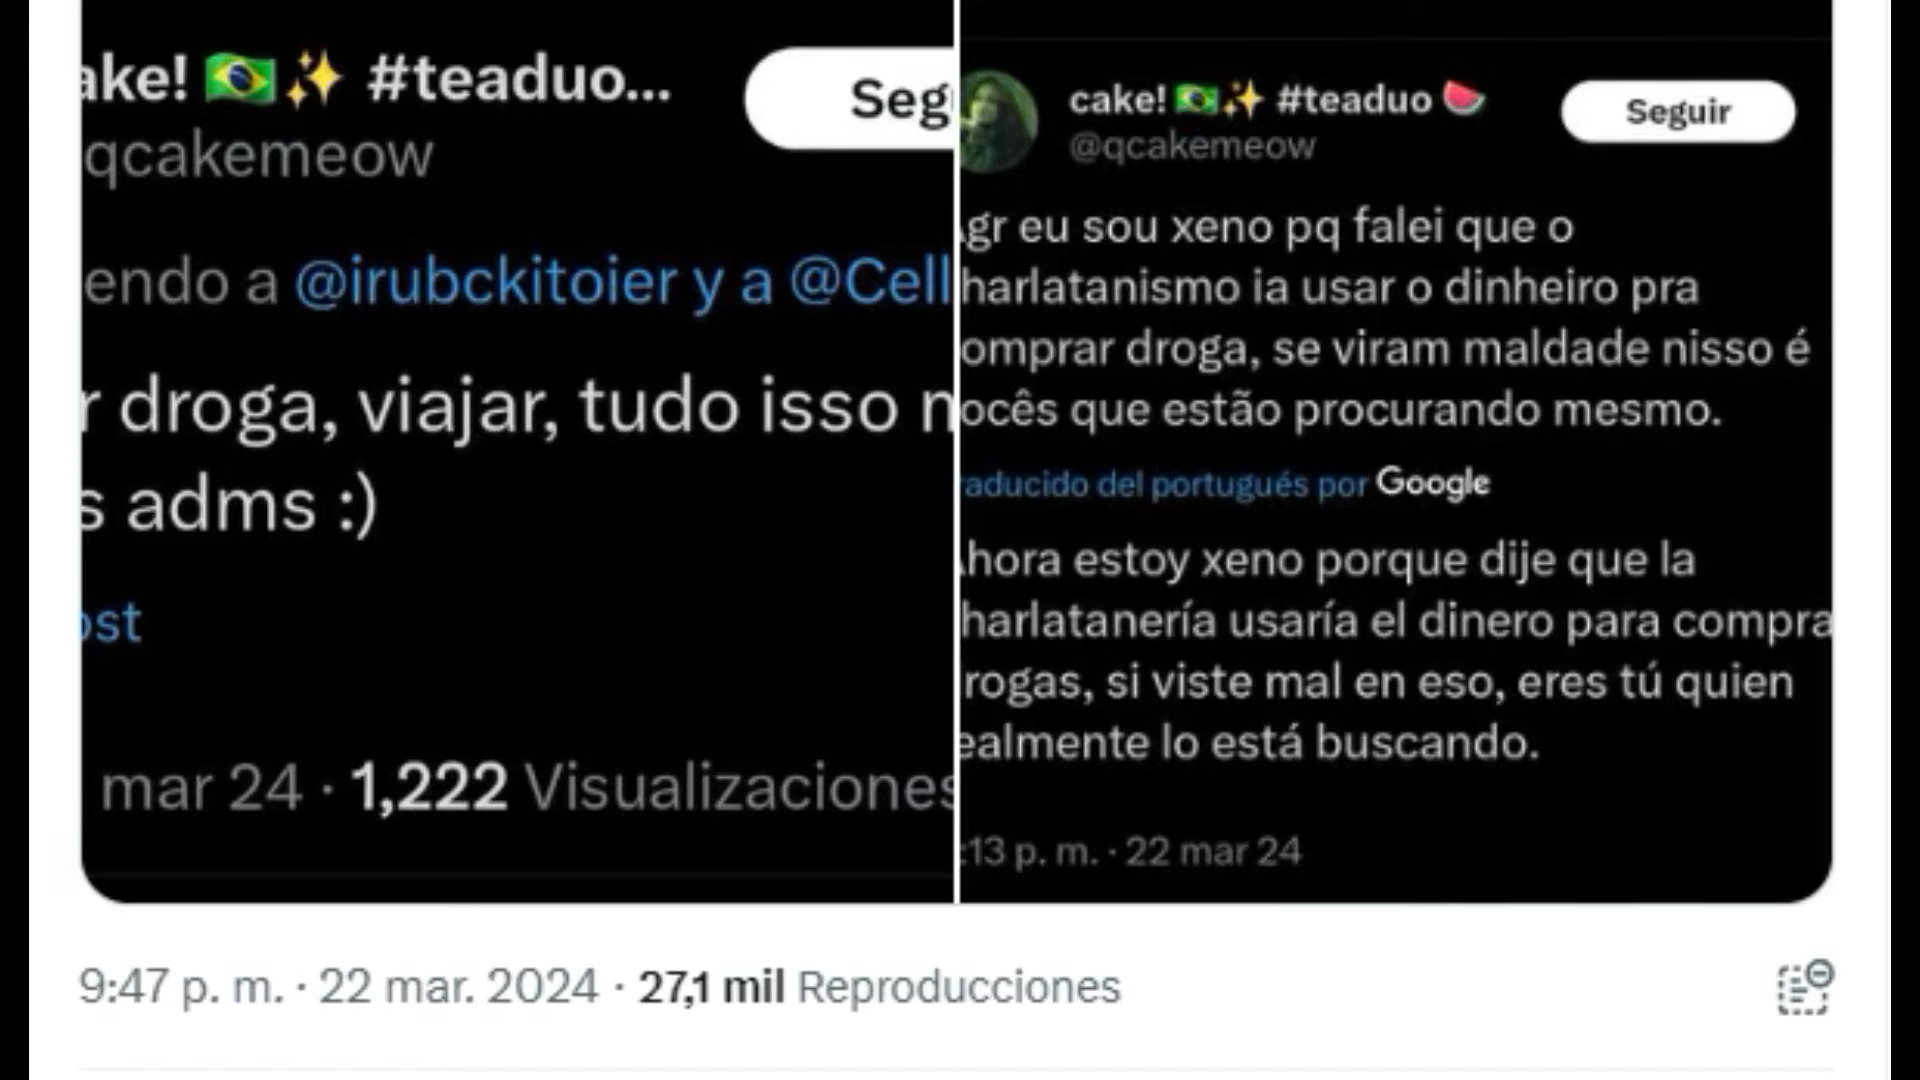 ake! 🇧🇷✨ #teaduo...
Seg
qcakemeow
endo a @irubckitoier y a @Cell
r droga, viajar, tudo isso n
s adms :)
ost
mar 24 · 1,222 Visualizaciones
cake! 🇧🇷✨ #teaduo 🍉
Seguir
@qcakemeow
gr eu sou xeno pq falei que o
harlatanismo ia usar o dinheiro pra
omprar droga, se viram maldade nisso é
ocês que estão procurando mesmo.
raducido del portugués por Google
hora estoy xeno porque dije que la
harlatanería usaría el dinero para compra
rogas, si viste mal en eso, eres tú quien
ealmente lo está buscando.
:13 p. m. · 22 mar 24
9:47 p. m. · 22 mar. 2024 · 27,1 mil Reproducciones